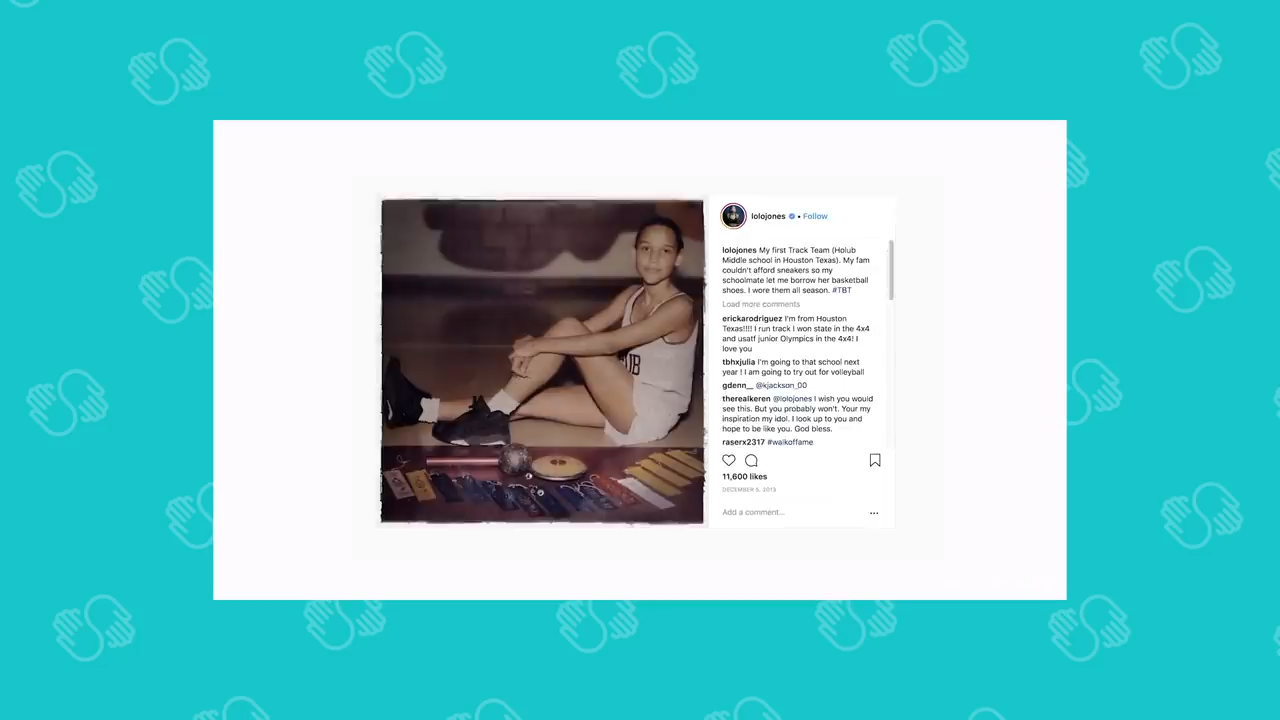 lolojones • Follow
lolojones My first Track Team (Holub
Middle school in Houston Texas). My fam
couldn't afford sneakers so my
schoolmate let me borrow her basketball
shoes. I wore them all season. #TBT
Load more comments
erickarodriguez I'm from Houston
Texas!!!! I run track I won state in the 4x4
and usatf junior Olympics in the 4x4! I
love you
tbhxjulia I'm going to that school next
year ! I am going to try out for volleyball
gdenn__ @kjackson_00
therealkeren @lolojones I wish you would
see this. But you probably won't. Your my
inspiration my idol. I look up to you and
hope to be like you. God bless.
raserx2317 #walkoffame
11,600 likes
DECEMBER 5, 2013
Add a comment...
UB